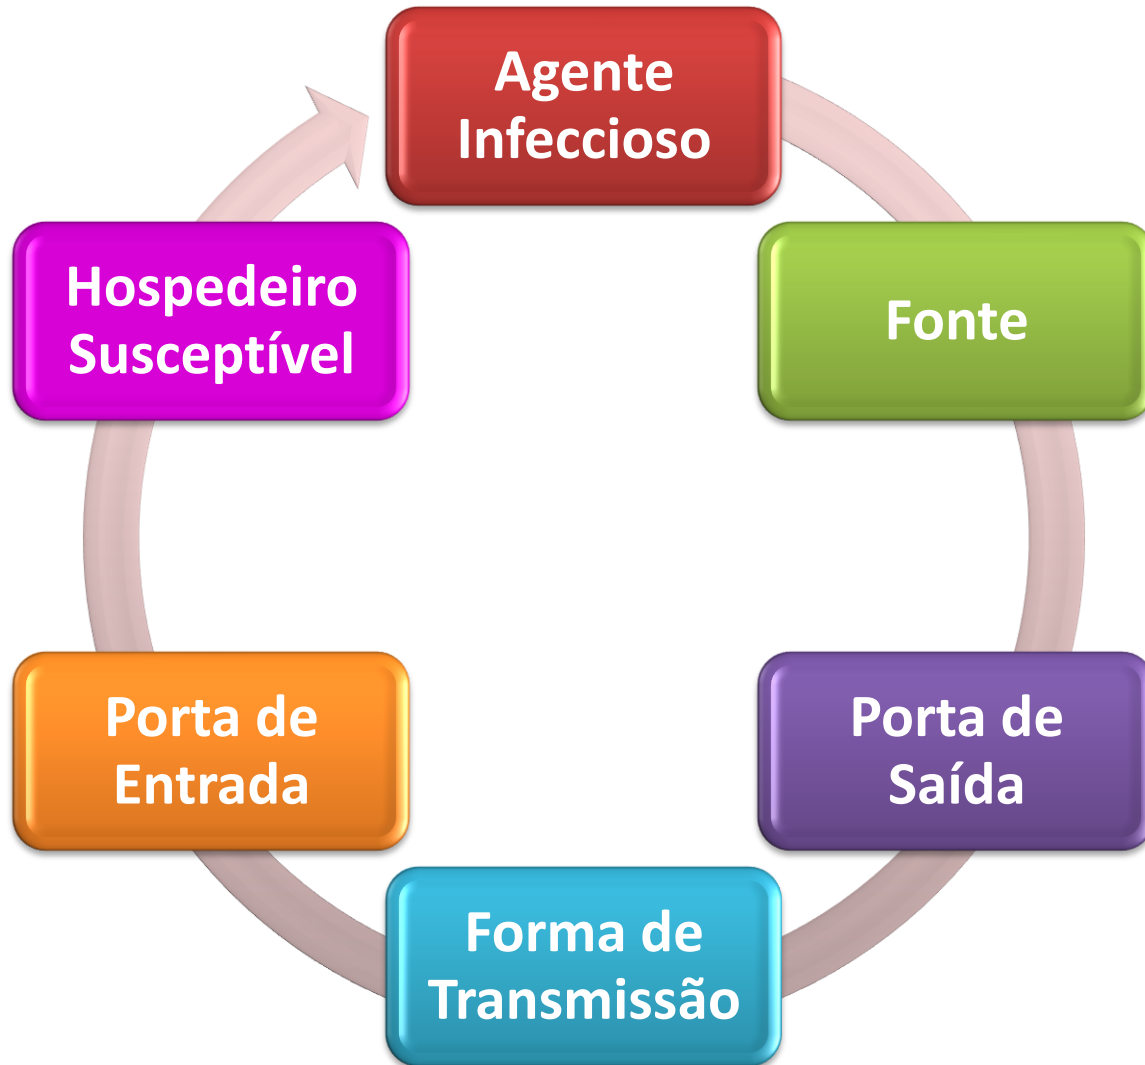 Agente
Infeccioso
Fonte
Porta de
Saída
Forma de
Transmissão
Porta de
Entrada
Hospedeiro
Susceptível